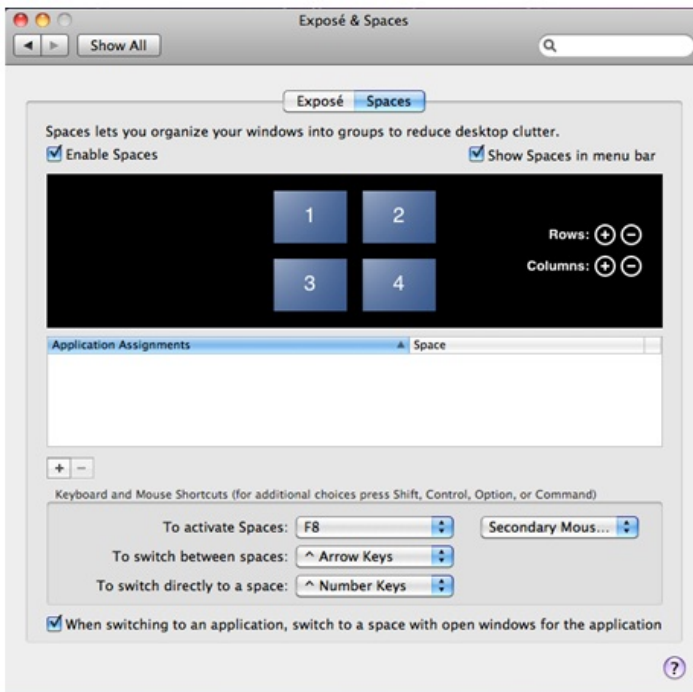 Exposé & Spaces
Show All
Exposé Spaces
Spaces lets you organize your windows into groups to reduce desktop clutter.
Enable Spaces Show Spaces in menu bar
1 2
Rows:
Columns:
3 4
Application Assignments Space
Keyboard and Mouse Shortcuts (for additional choices press Shift, Control, Option, or Command)
To activate Spaces: F8 Secondary Mous...
To switch between spaces: ^ Arrow Keys
To switch directly to a space: ^ Number Keys
When switching to an application, switch to a space with open windows for the application
?